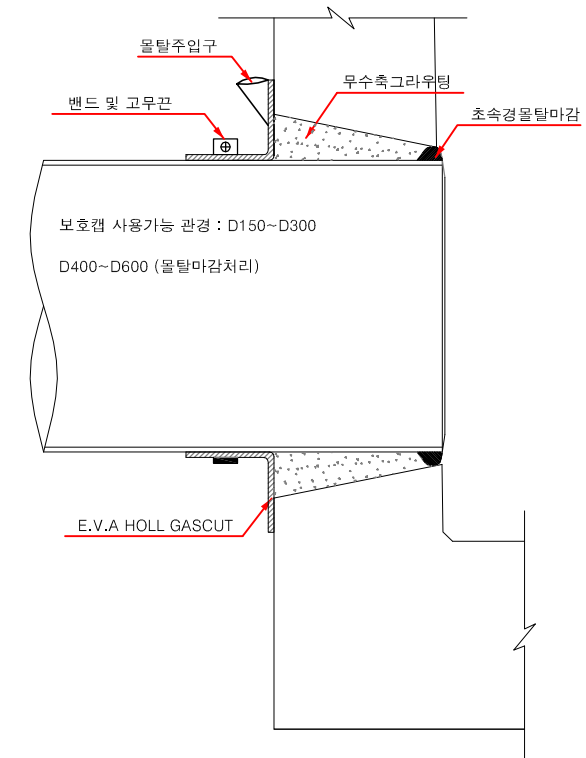 몰탈주입구
무수축그라우팅
밴드 및 고무끈
초속경몰탈마감
보호캡 사용가능 관경 : D150~D300
D400~D600 (몰탈마감처리)
E.V.A HOLL GASCUT